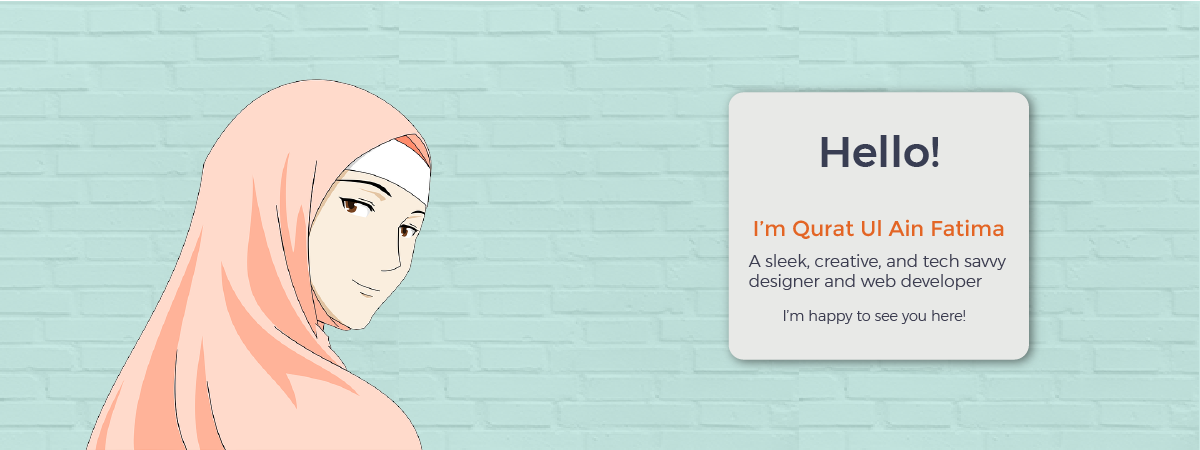 Hello!
I'm Qurat Ul Ain Fatima
A sleek, creative, and tech savvy
designer and web developer
I'm happy to see you here!